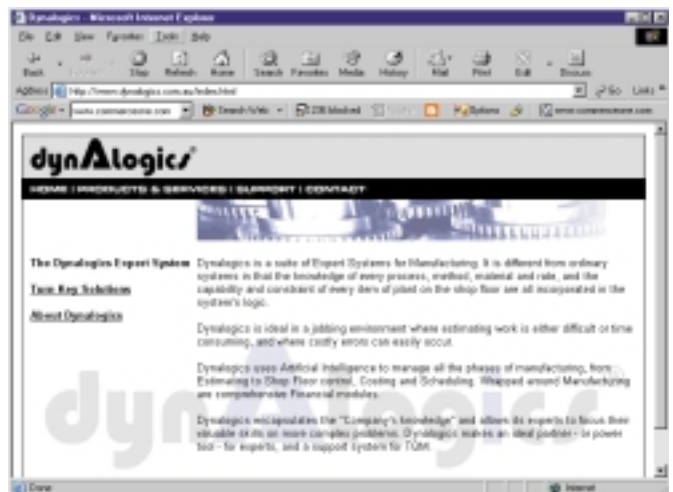 Dynalogics - Microsoft Internet Explorer
File Edit View Favorites Tools Help
Back Stop Refresh Home Search Favorites Media History Mail Print Edit Discuss
Address http://www.dynalogics.com.au/index.html Go Links
Google Search Web blocked Options
dynAlogics
HOME | PRODUCTS & SERVICES | SUPPORT | CONTACT
The Dynalogics Expert System
Turn Key Solutions
About Dynalogics
Dynalogics is a suite of Expert Systems for Manufacturing. It is different from ordinary
systems in that the knowledge of every process, method, material and rate, and the
capability and constraint of every item of plant on the shop floor are all incorporated in the
system's logic.
Dynalogics is ideal in a jobbing environment where estimating work is either difficult or time
consuming, and where costly errors can easily occur.
Dynalogics uses Artificial Intelligence to manage all the phases of manufacturing, from
Estimating to Shop Floor control, Costing and Scheduling. Wrapped around Manufacturing
are comprehensive Financial modules.
Dynalogics encapsulates the "Company's knowledge" and allows its experts to focus their
valuable skills on more complex problems. Dynalogics makes an ideal partner - or power
tool - for experts, and a support system for TQM.
dynAlogics
Done Internet